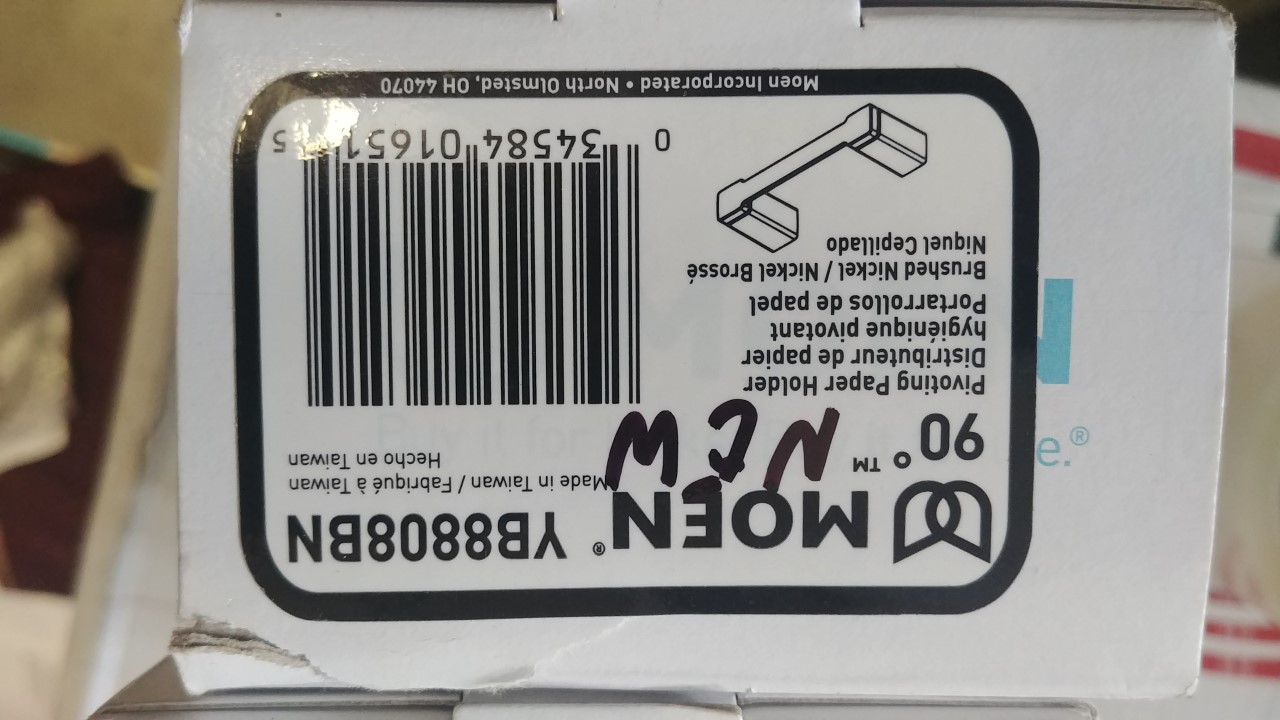 MOEN® YB8808BN
90°™
Made in Taiwan / Fabriqué à Taiwan
Hecho en Taiwan
NEW
Pivoting Paper Holder
Distributeur de papier
hygiénique pivotant
Portarrollos de papel
Brushed Nickel / Nickel Brossé
Niquel Cepillado
0 34584 01651 5
Moen Incorporated • North Olmsted, OH 44070
e.®